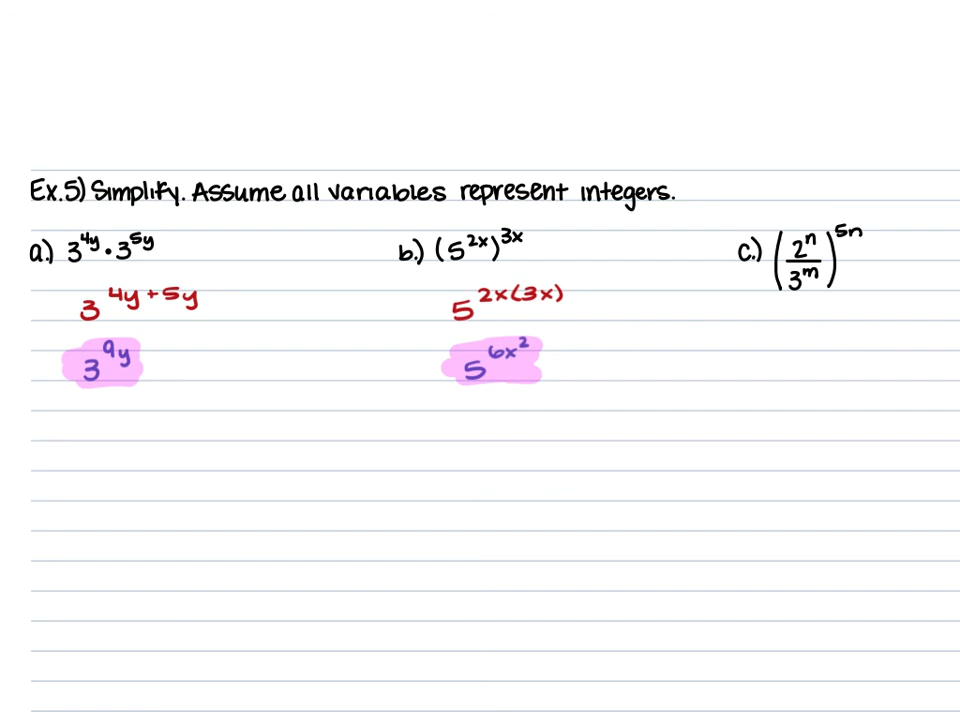 Ex.5) Simplify. Assume all variables represent integers.
a.) 3^{4y} · 3^{5y}
3^{4y + 5y}
3^{9y}
b.) (5^{2x})^{3x}
5^{2x(3x)}
5^{6x^2}
c.) (2^n / 3^m)^{5n}